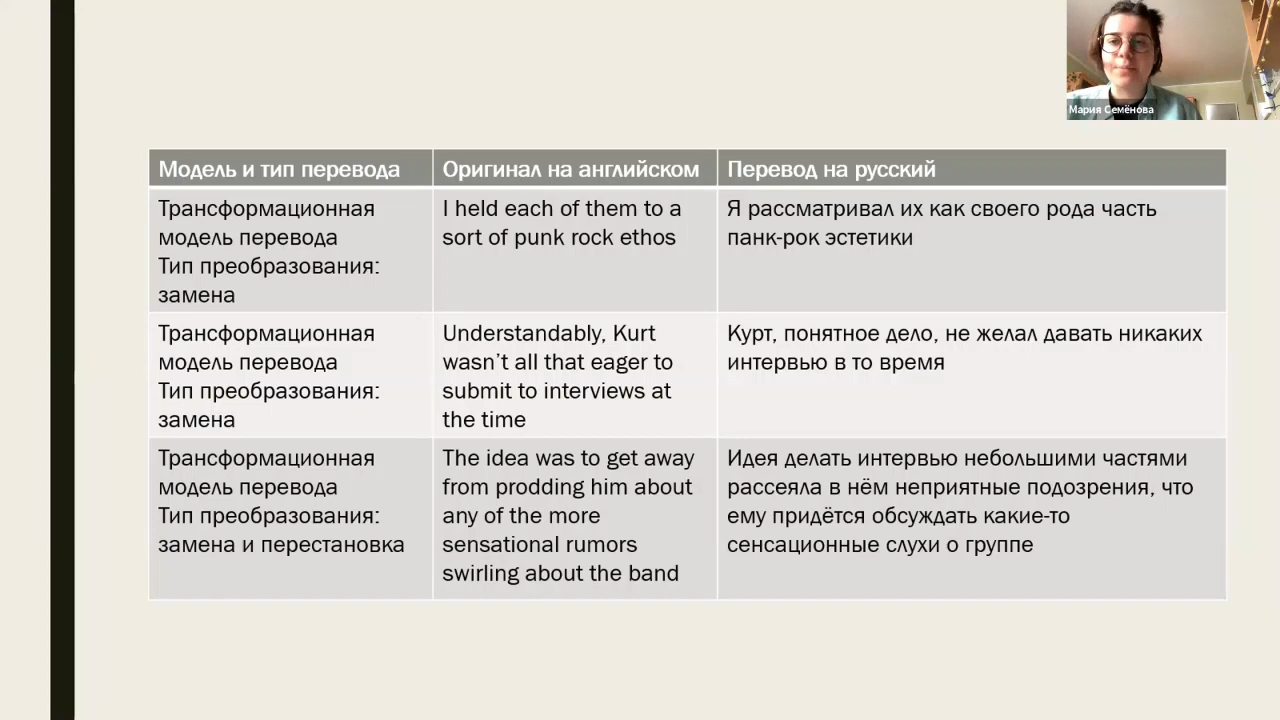 Мария Семёнова
Модель и тип перевода
Оригинал на английском
Перевод на русский
Трансформационная
модель перевода
Тип преобразования:
замена
I held each of them to a
sort of punk rock ethos
Я рассматривал их как своего рода часть
панк-рок эстетики
Трансформационная
модель перевода
Тип преобразования:
замена
Understandably, Kurt
wasn’t all that eager to
submit to interviews at
the time
Курт, понятное дело, не желал давать никаких
интервью в то время
Трансформационная
модель перевода
Тип преобразования:
замена и перестановка
The idea was to get away
from prodding him about
any of the more
sensational rumors
swirling about the band
Идея делать интервью небольшими частями
рассеяла в нём неприятные подозрения, что
ему придётся обсуждать какие-то
сенсационные слухи о группе